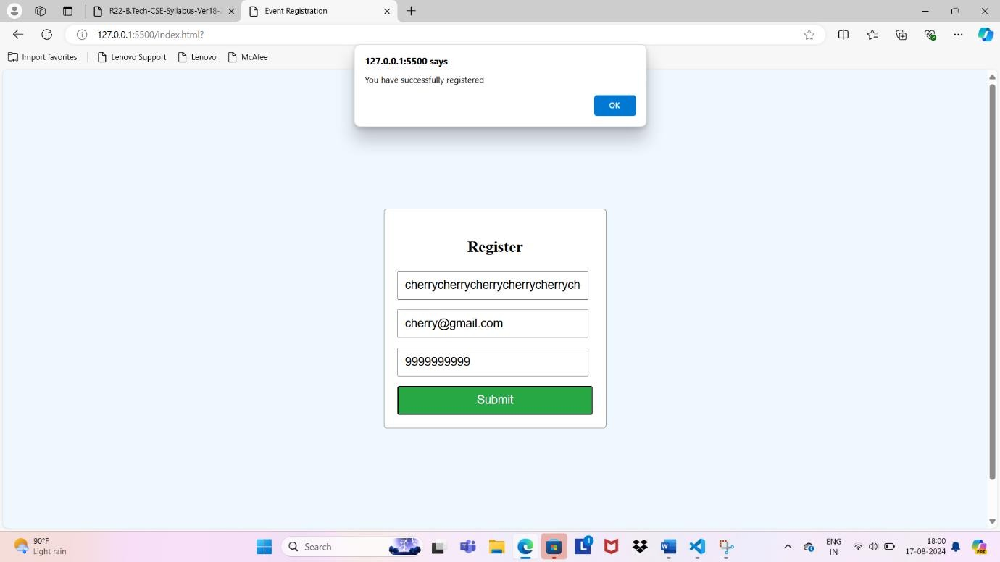 R22-B.Tech-CSE-Syllabus-Ver18-
Event Registration
127.0.0.1:5500/index.html?
Import favorites
Lenovo Support
Lenovo
McAfee
127.0.0.1:5500 says
You have successfully registered
OK
Register
cherrycherrycherrycherrycherrych
cherry@gmail.com
9999999999
Submit
90°F
Light rain
Search
1
ENG
IN
18:00
17-08-2024
PRE